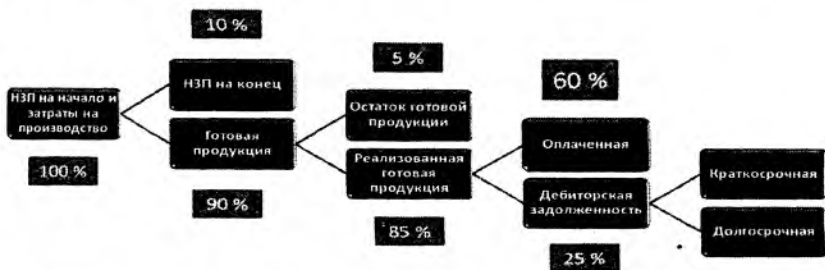 10 %
5 %
60 %
НЗП на начало и
затраты на
производство
НЗП на конец
Остаток готовой
продукции
Готовая
продукция
Оплаченная
Реализованная
готовая
продукция
Краткосрочная
Дебиторская
задолженность
Долгосрочная
100 %
90 %
85 %
25 %